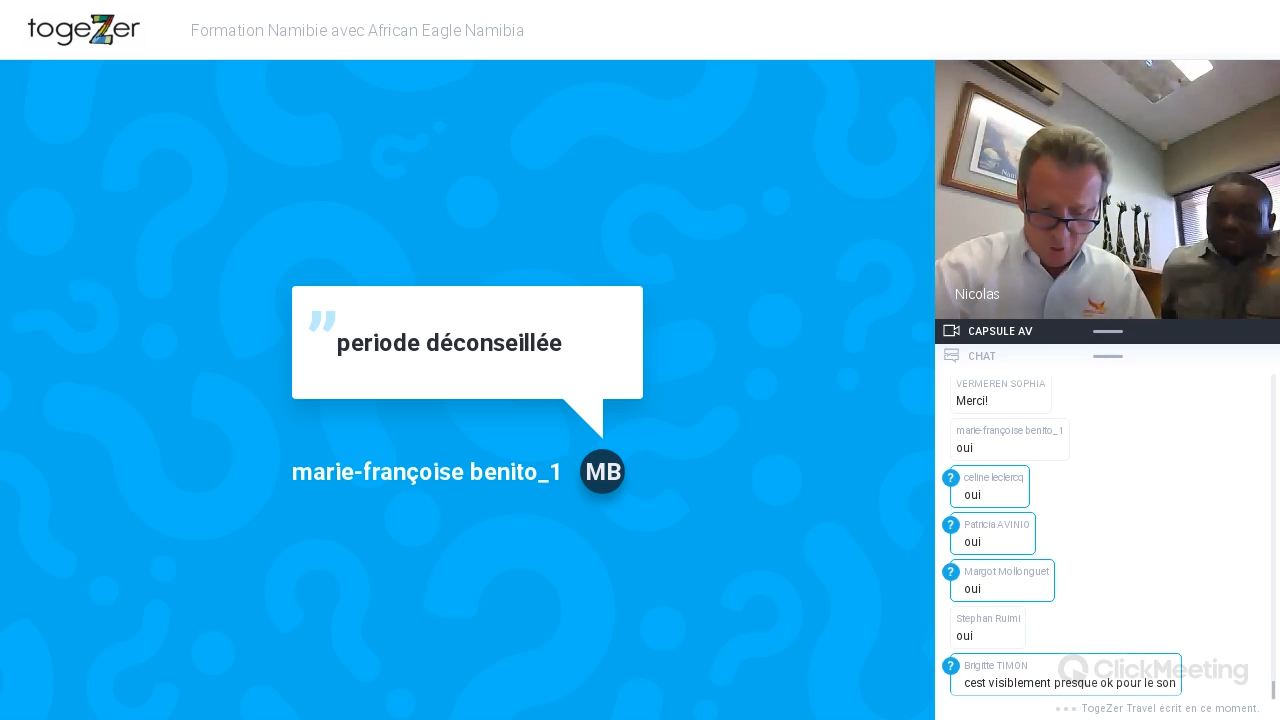 togeZer
Formation Namibie avec African Eagle Namibia
periode déconseillée
marie-françoise benito_1
MB
Nicolas
CAPSULE AV
CHAT
VERMEREN SOPHIA
Merci!
marie-françoise benito_1
oui
?
celine leclercq
oui
?
Patricia AVINIO
oui
?
Margot Mollonguet
oui
Stephan Ruimi
oui
?
Brigitte TIMON
cest visiblement presque ok pour le son
ClickMeeting
TogeZer Travel écrit en ce moment.